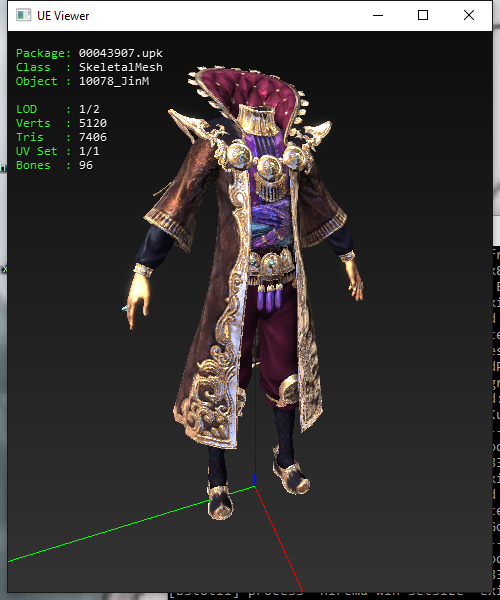 UE Viewer
Package: 00043907.upk
Class : SkeletalMesh
Object : 10078_JinM
LOD : 1/2
Verts : 5120
Tris : 7406
UV Set : 1/1
Bones : 96